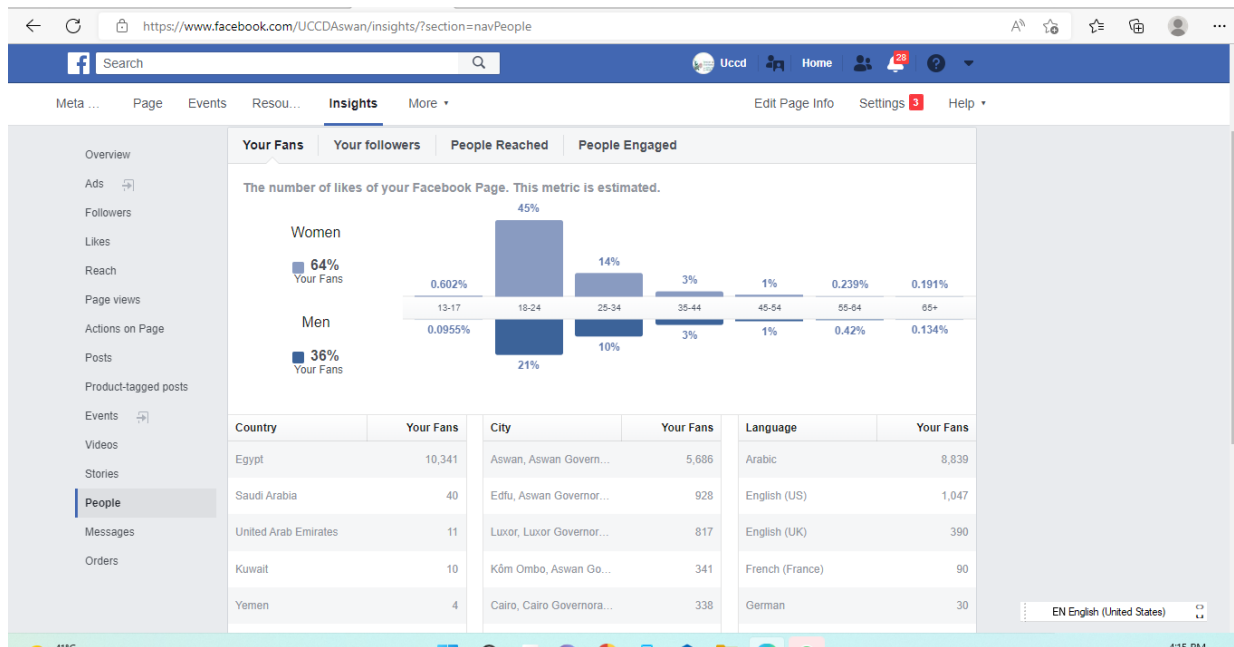 https://www.facebook.com/UCCDAswan/insights/?section=navPeople
Search
Uccd
Home
28
Meta ...
Page
Events
Resou...
Insights
More
Edit Page Info
Settings 3
Help
Overview
Ads
Followers
Likes
Reach
Page views
Actions on Page
Posts
Product-tagged posts
Events
Videos
Stories
People
Messages
Orders
Your Fans
Your followers
People Reached
People Engaged
The number of likes of your Facebook Page. This metric is estimated.
Women
64%
Your Fans
Men
36%
Your Fans
0.602% 45% 14% 3% 1% 0.239% 0.191%
13-17 18-24 25-34 35-44 45-54 55-64 65+
0.0955% 21% 10% 3% 1% 0.42% 0.134%
Country Your Fans
Egypt 10,341
Saudi Arabia 40
United Arab Emirates 11
Kuwait 10
Yemen 4
City Your Fans
Aswan, Aswan Govern... 5,686
Edfu, Aswan Governor... 928
Luxor, Luxor Governor... 817
Kôm Ombo, Aswan Go... 341
Cairo, Cairo Governora... 338
Language Your Fans
Arabic 8,839
English (US) 1,047
English (UK) 390
French (France) 90
German 30
EN English (United States)
4:15 PM